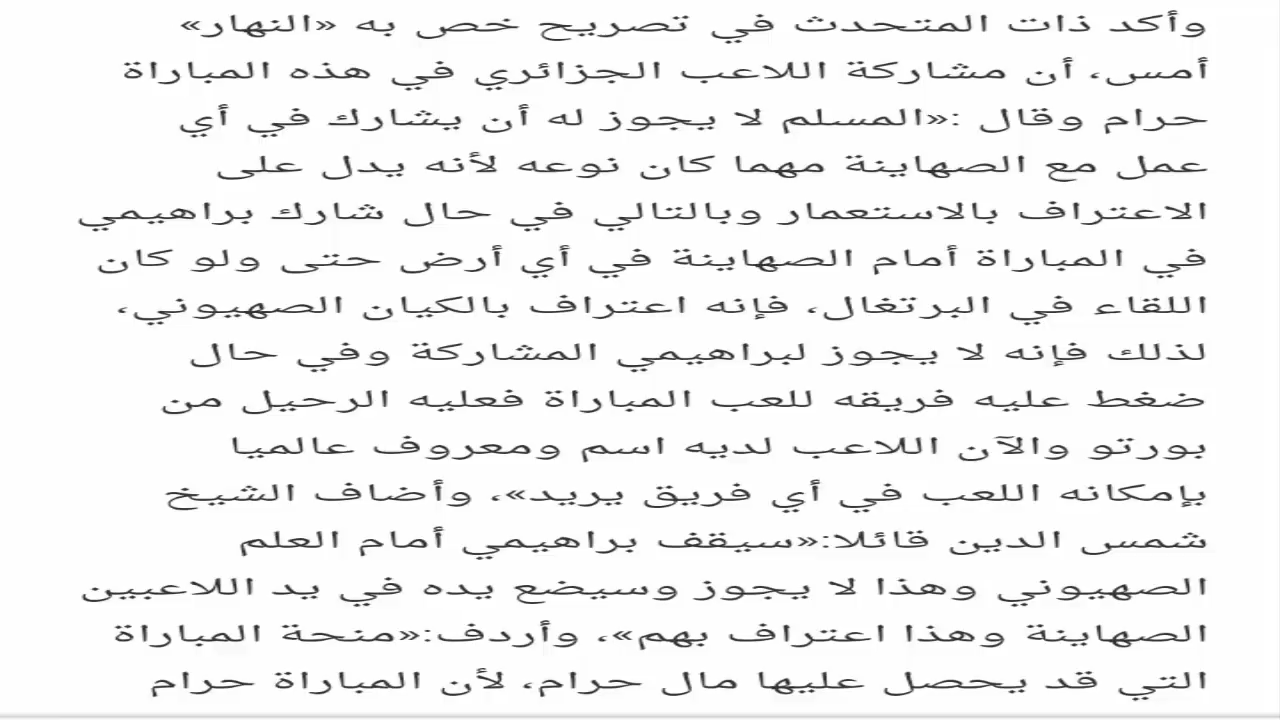 وأكد ذات المتحدث في تصريح خص به «النهار»
أمس، أن مشاركة اللاعب الجزائري في هذه المباراة
حرام وقال :«المسلم لا يجوز له أن يشارك في أي
عمل مع الصهاينة مهما كان نوعه لأنه يدل على
الاعتراف بالاستعمار وبالتالي في حال شارك براهيمي
في المباراة أمام الصهاينة في أي أرض حتى ولو كان
اللقاء في البرتغال، فإنه اعتراف بالكيان الصهيوني،
لذلك فإنه لا يجوز لبراهيمي المشاركة وفي حال
ضغط عليه فريقه للعب المباراة فعليه الرحيل من
بورتو والآن اللاعب لديه اسم ومعروف عالميا
بإمكانه اللعب في أي فريق يريد»، وأضاف الشيخ
شمس الدين قائلا:«سيقف براهيمي أمام العلم
الصهيوني وهذا لا يجوز وسيضع يده في يد اللاعبين
الصهاينة وهذا اعتراف بهم»، وأردف:«منحة المباراة
التي قد يحصل عليها مال حرام، لأن المباراة حرام